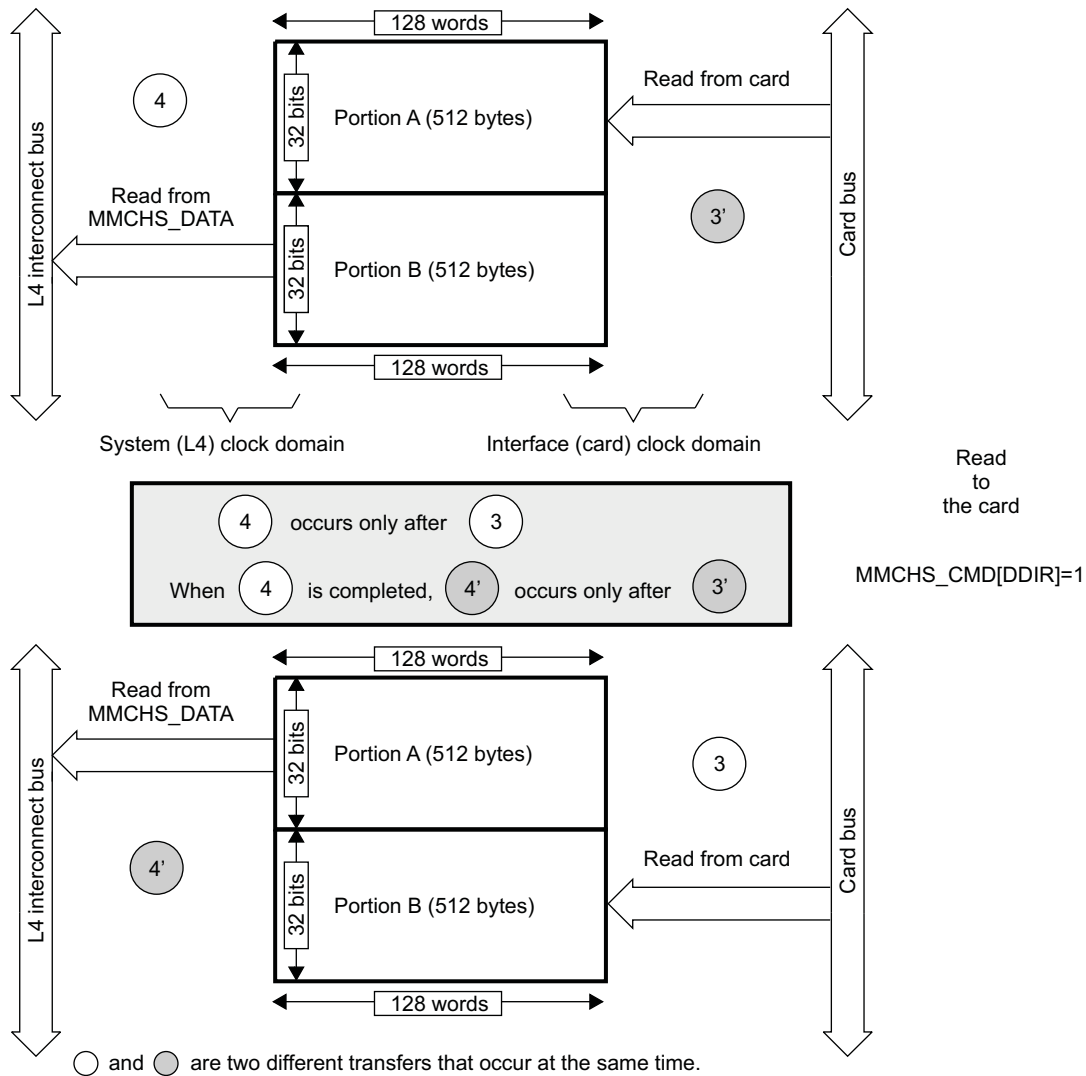 128 words
L4 interconnect bus
4
32 bits
Portion A (512 bytes)
Read from card
Card bus
Read from
MMCHS_DATA
3’
32 bits
Portion B (512 bytes)
128 words
System (L4) clock domain
Interface (card) clock domain
Read
to
the card
4 occurs only after 3
When 4 is completed, 4’ occurs only after 3’
MMCHS_CMD[DDIR]=1
128 words
L4 interconnect bus
Read from
MMCHS_DATA
32 bits
Portion A (512 bytes)
3
Card bus
4’
32 bits
Portion B (512 bytes)
Read from card
128 words
and are two different transfers that occur at the same time.